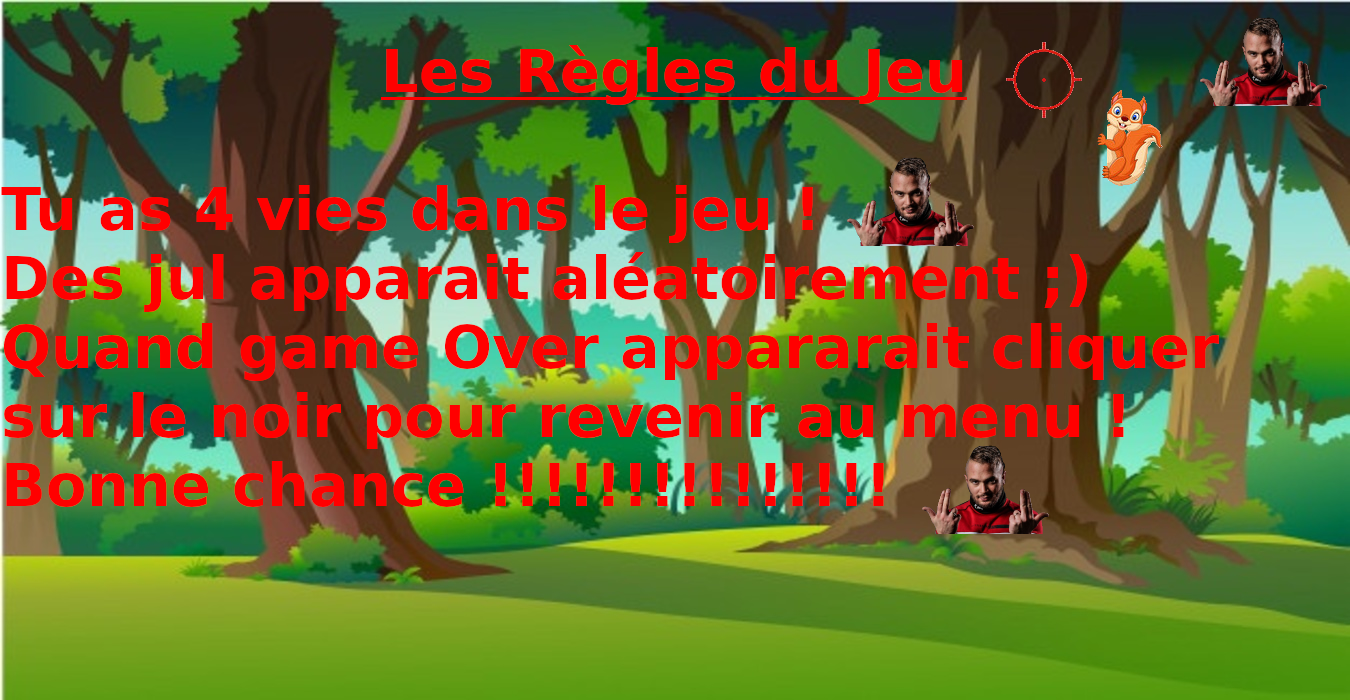 Les Règles du Jeu
Tu as 4 vies dans le jeu !
Des jul apparait aléatoirement ;)
Quand game Over appararait cliquer
sur le noir pour revenir au menu !
Bonne chance !!!!!!!!!!!!!!!